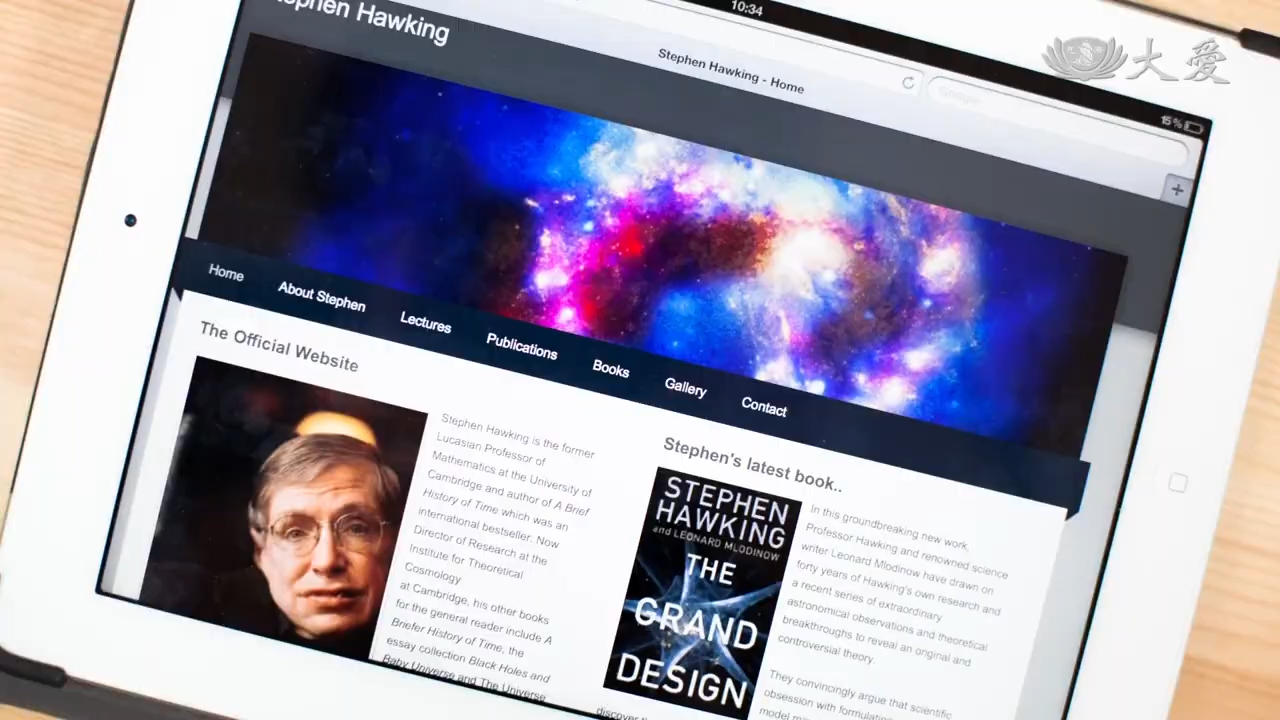 10:34
大愛
Stephen Hawking
Stephen Hawking - Home
Google
15%
Home
About Stephen
Lectures
Publications
Books
Gallery
Contact
The Official Website
Stephen Hawking is the former
Lucasian Professor of
Mathematics at the University of
Cambridge and author of A Brief
History of Time which was an
international bestseller. Now
Director of Research at the
Institute for Theoretical
Cosmology
at Cambridge, his other books
for the general reader include A
Briefer History of Time, the
essay collection Black Holes and
Baby Universe and The Universe
Stephen's latest book..
STEPHEN
HAWKING
and LEONARD MLODINOW
THE
GRAND
DESIGN
In this groundbreaking new work,
Professor Hawking and renowned science
writer Leonard Mlodinow have drawn on
forty years of Hawking's own research and
a recent series of extraordinary
astronomical observations and theoretical
breakthroughs to reveal an original and
controversial theory.
They convincingly argue that scientific
obsession with formulating
model
discover